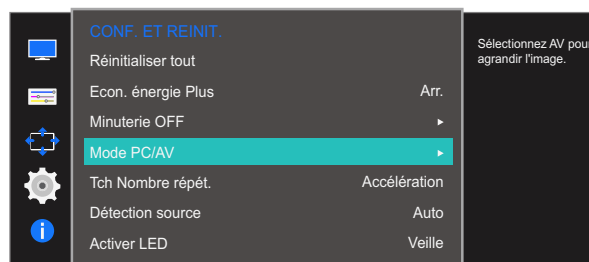 CONF. ET REINIT.
Réinitialiser tout
Econ. énergie Plus Arr.
Minuterie OFF
Mode PC/AV
Tch Nombre répét. Accélération
Détection source Auto
Activer LED Veille
Sélectionnez AV pour
agrandir l'image.